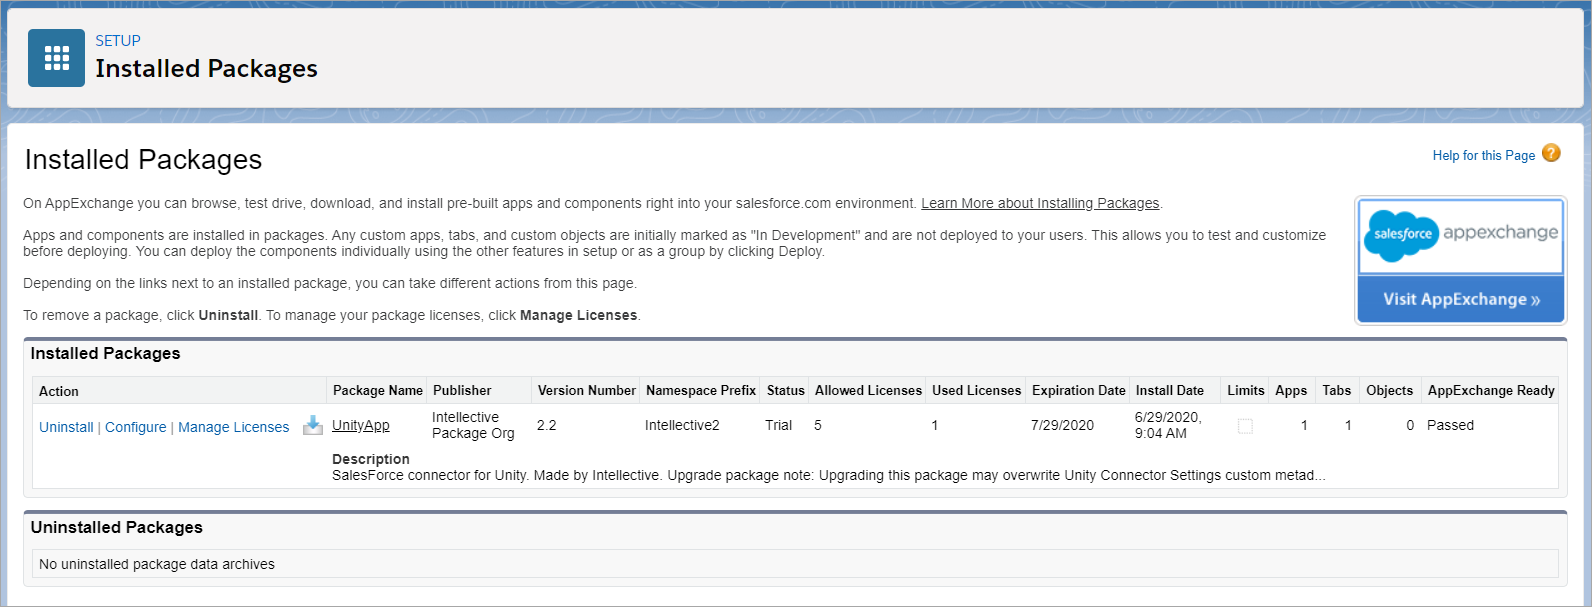 SETUP
Installed Packages
Installed Packages
Help for this Page ?
On AppExchange you can browse, test drive, download, and install pre-built apps and components right into your salesforce.com environment. Learn More about Installing Packages.
Apps and components are installed in packages. Any custom apps, tabs, and custom objects are initially marked as "In Development" and are not deployed to your users. This allows you to test and customize
before deploying. You can deploy the components individually using the other features in setup or as a group by clicking Deploy.
Depending on the links next to an installed package, you can take different actions from this page.
To remove a package, click Uninstall. To manage your package licenses, click Manage Licenses.
salesforce appexchange
Visit AppExchange »
Installed Packages
Action Package Name Publisher Version Number Namespace Prefix Status Allowed Licenses Used Licenses Expiration Date Install Date Limits Apps Tabs Objects AppExchange Ready
Uninstall | Configure | Manage Licenses UnityApp Intellective Package Org 2.2 Intellective2 Trial 5 1 7/29/2020 6/29/2020, 9:04 AM 1 1 0 Passed
Description
SalesForce connector for Unity. Made by Intellective. Upgrade package note: Upgrading this package may overwrite Unity Connector Settings custom metad...
Uninstalled Packages
No uninstalled package data archives